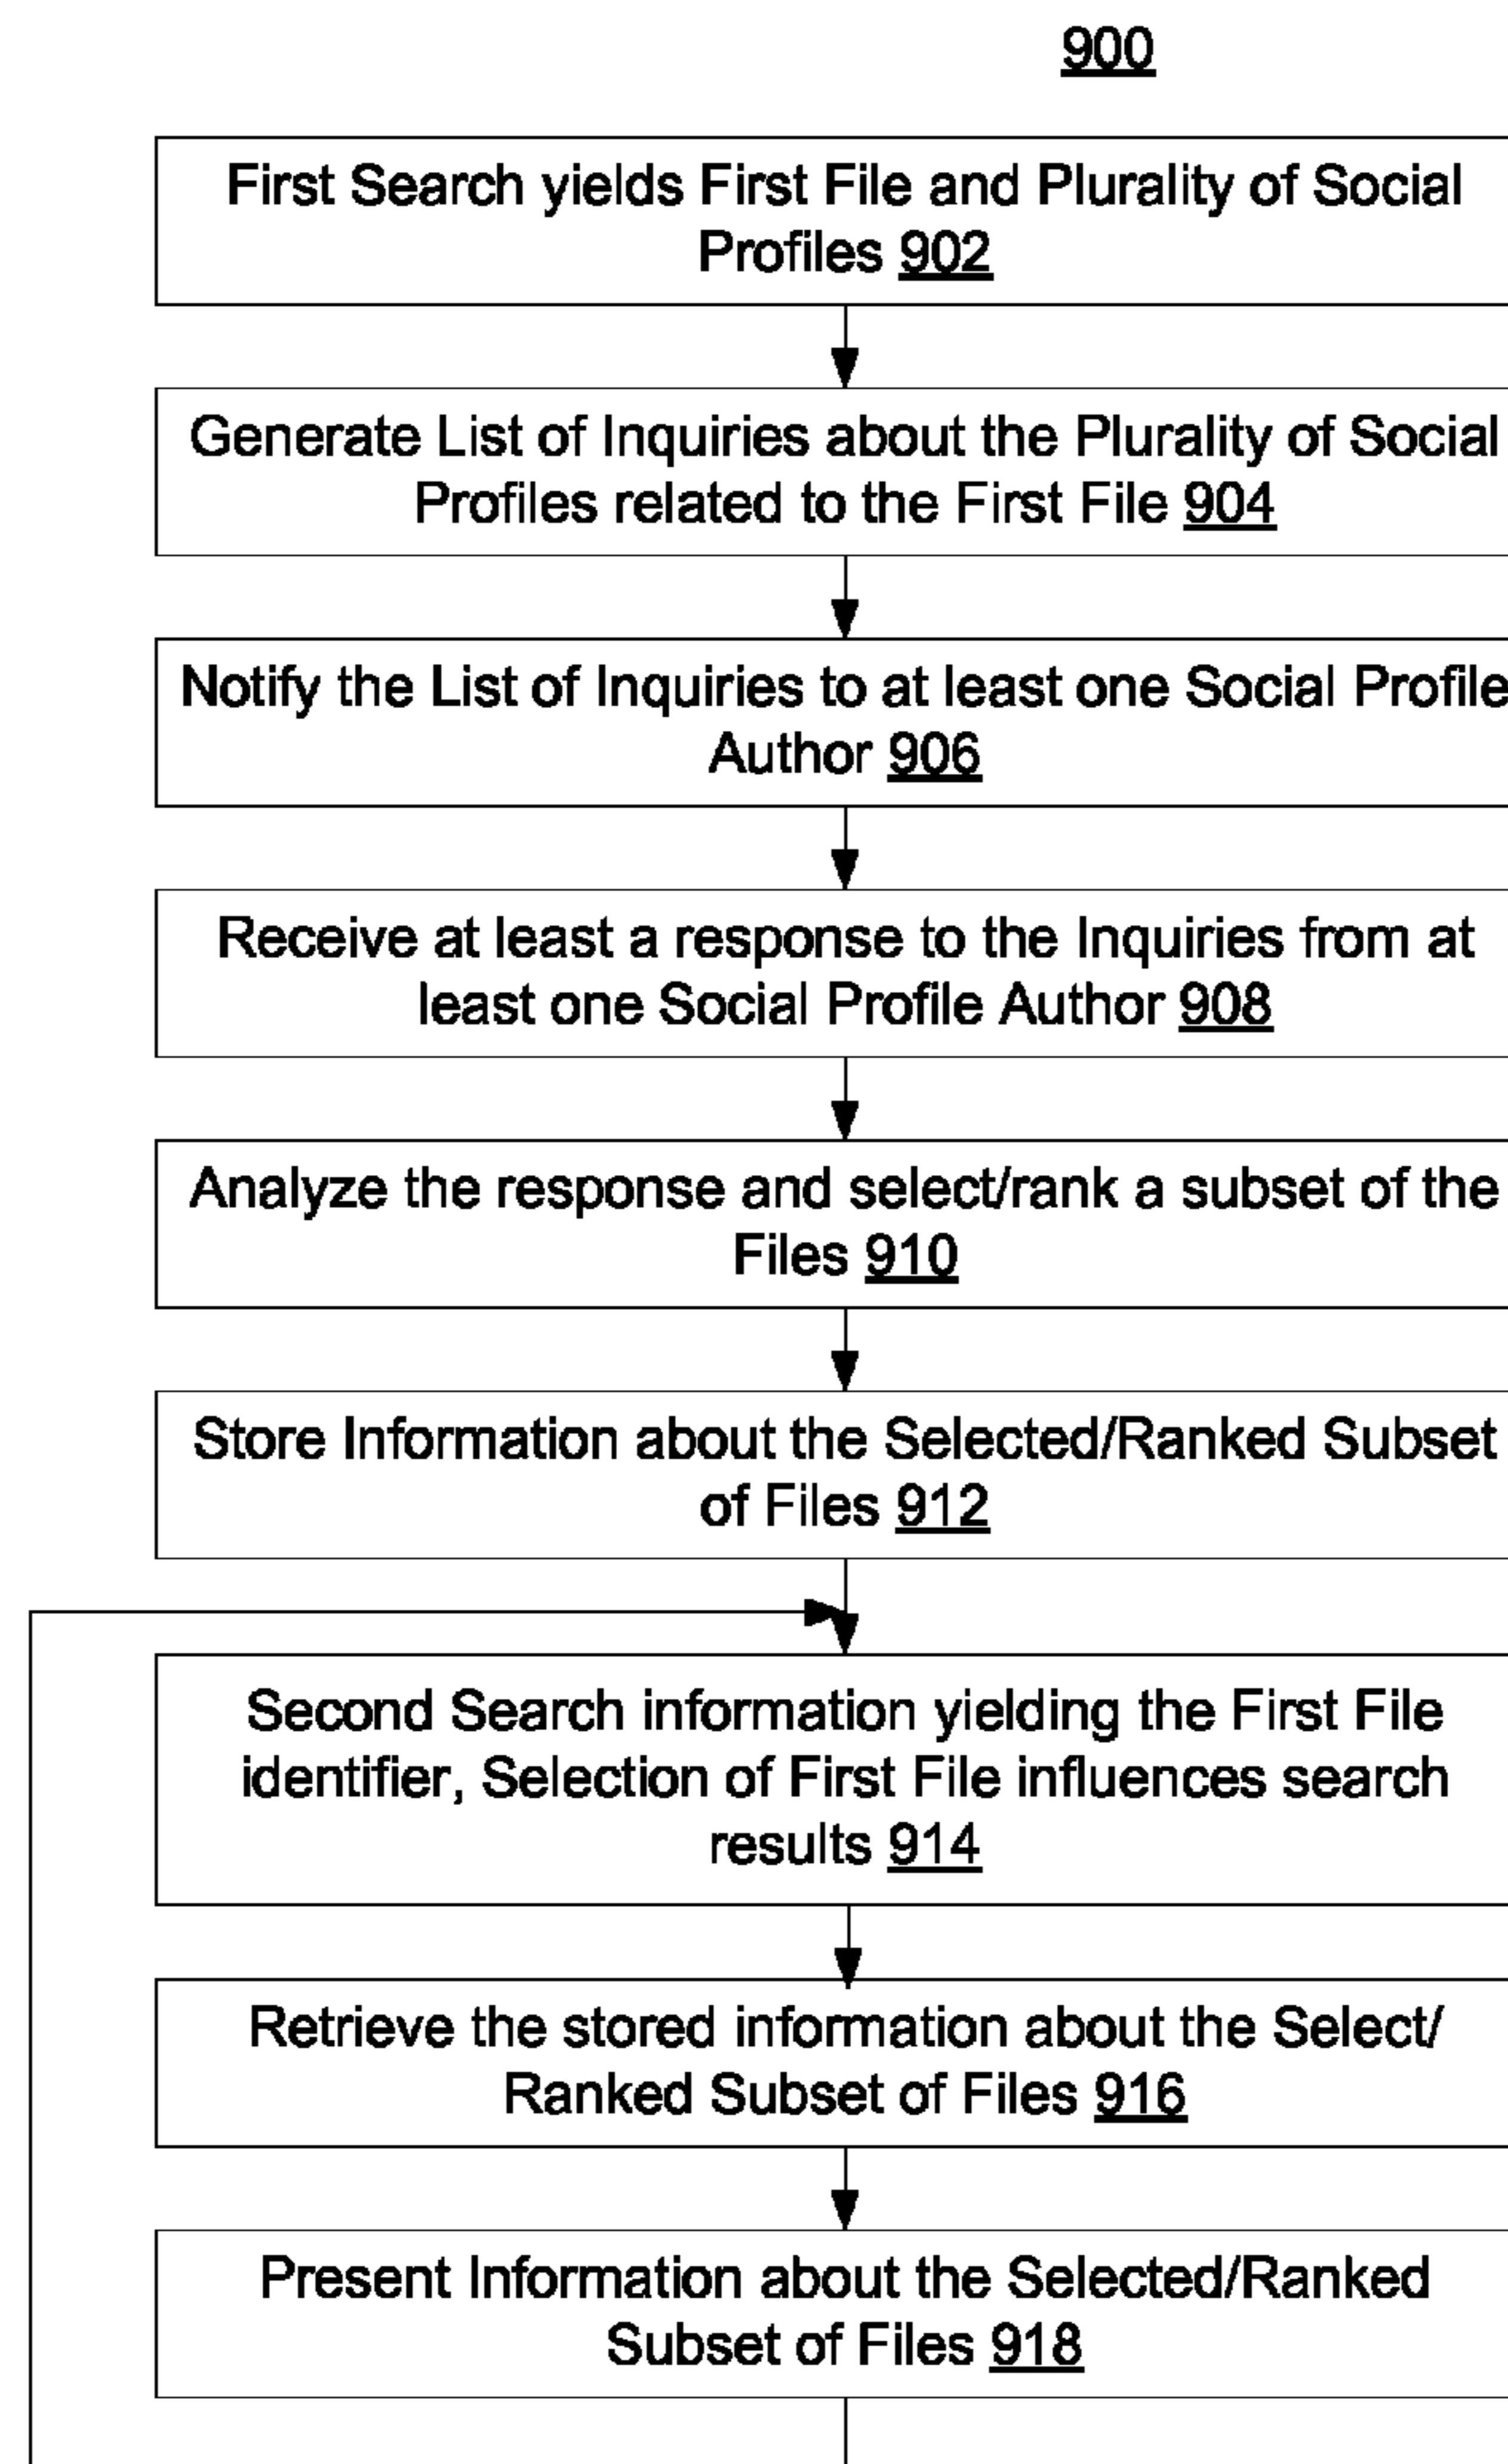 900
First Search yields First File and Plurality of Social
Profiles 902
Generate List of Inquiries about the Plurality of Social
Profiles related to the First File 904
Notify the List of Inquiries to at least one Social Profile
Author 906
Receive at least a response to the Inquiries from at
least one Social Profile Author 908
Analyze the response and select/rank a subset of the
Files 910
Store Information about the Selected/Ranked Subset
of Files 912
Second Search information yielding the First File
identifier, Selection of First File influences search
results 914
Retrieve the stored information about the Select/
Ranked Subset of Files 916
Present Information about the Selected/Ranked
Subset of Files 918